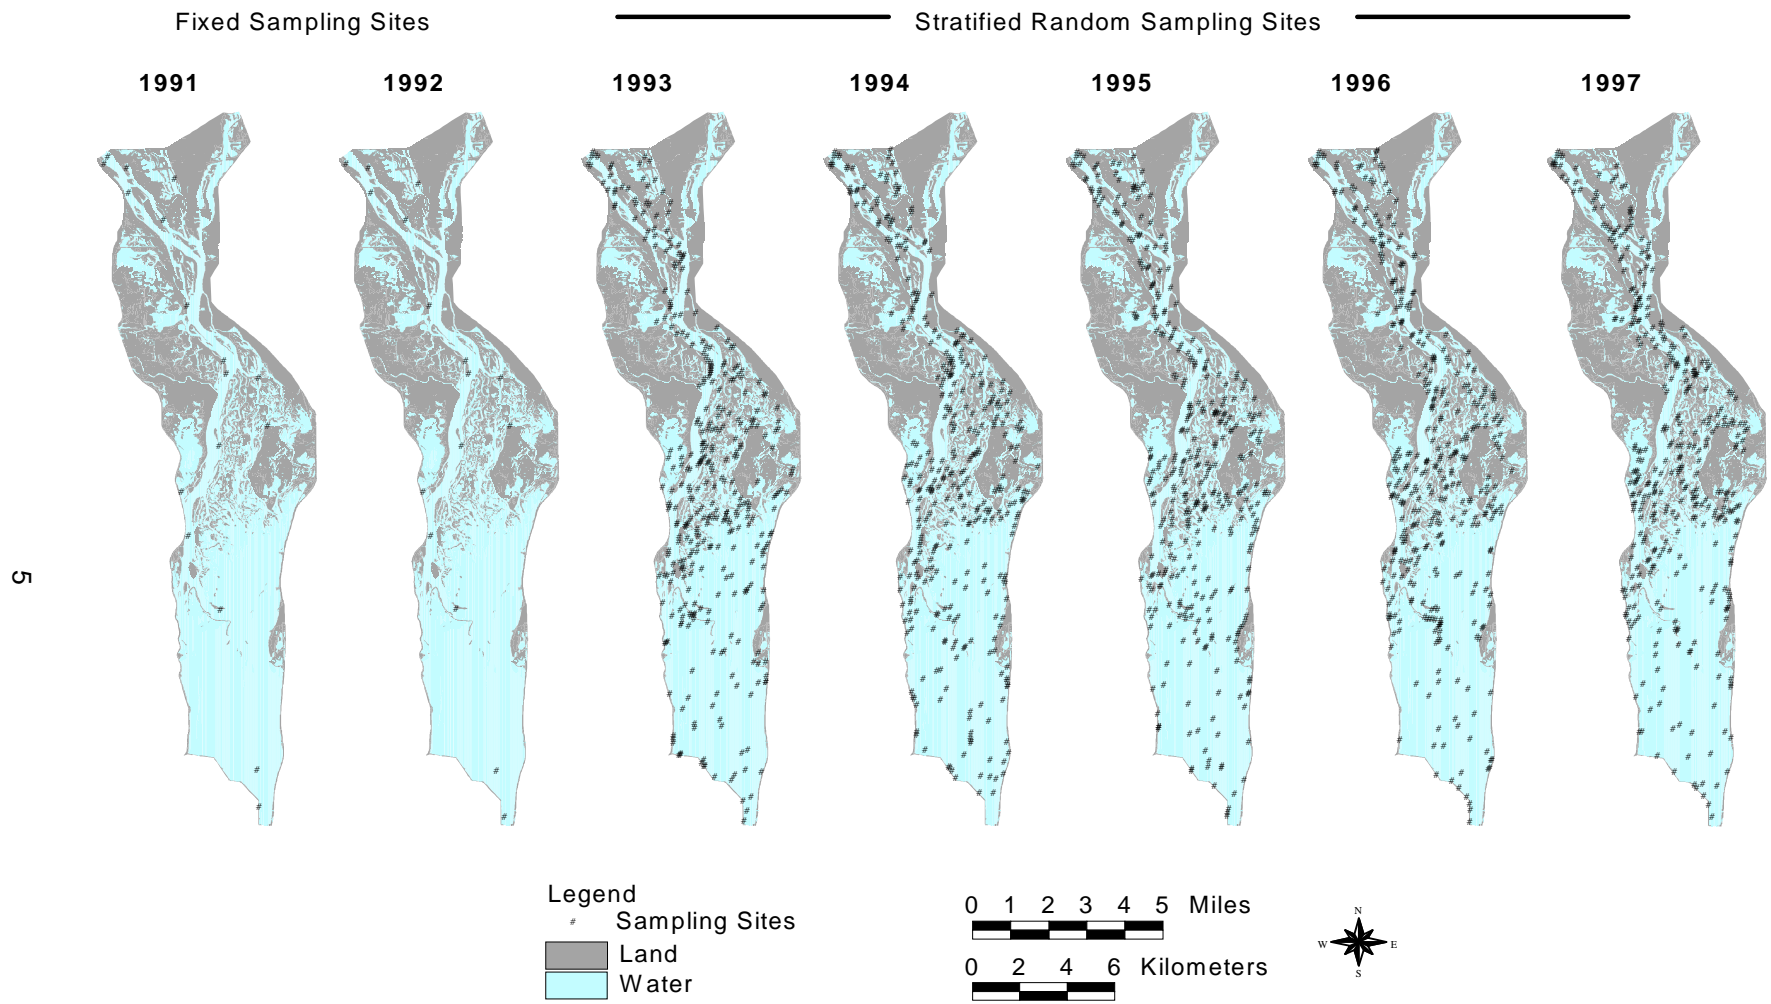 Fixed Sampling Sites
Stratified Random Sampling Sites
1991
1992
1993
1994
1995
1996
1997
5
Legend
# Sampling Sites
Land
Water
0 1 2 3 4 5 Miles
0 2 4 6 Kilometers
N
W E
S